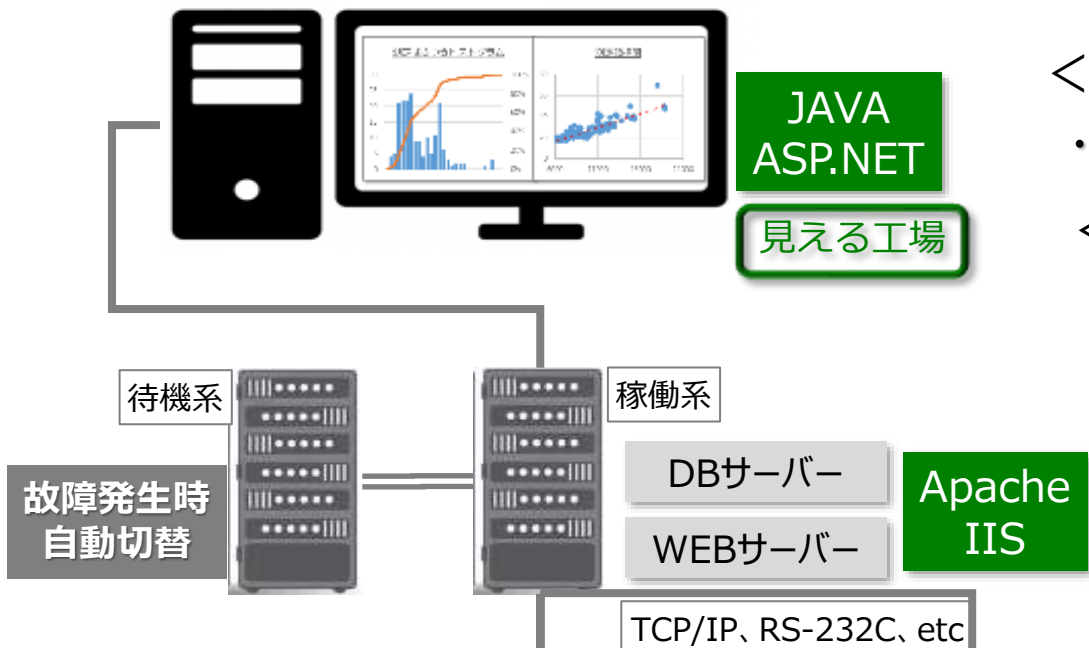 JAVA
ASP.NET
見える工場
<
・
<
待機系
稼働系
故障発生時
自動切替
DBサーバー
WEBサーバー
Apache
IIS
TCP/IP、RS-232C、etc